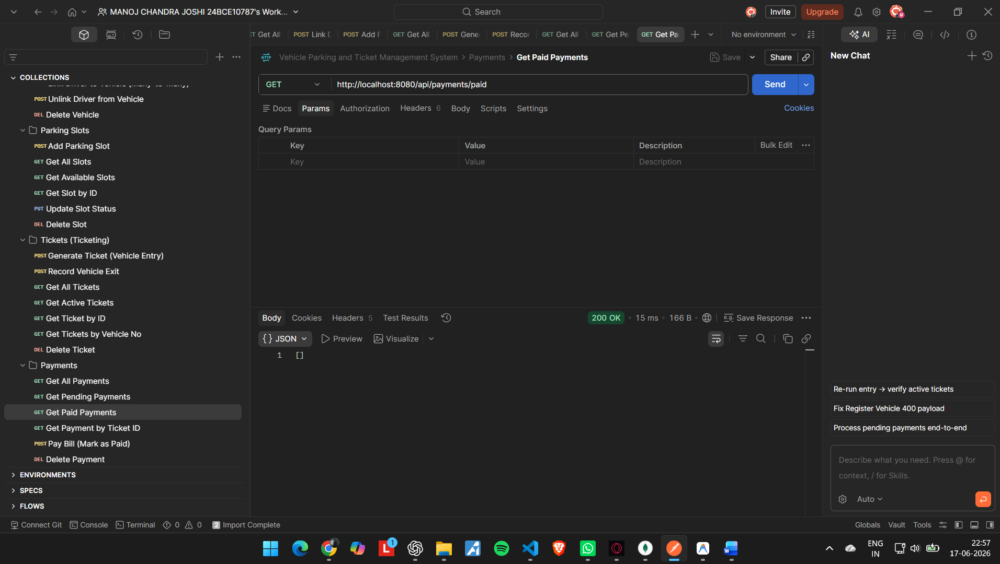 MANOJ CHANDRA JOSHI 24BCE10787's Work...
Search
Invite
Upgrade
M
Get All
POST Link
POST Add
GET Get All
POST Gene
POST Recor
GET Get All
GET Get Pe
GET Get Pa
No environment
AI
HTTP Vehicle Parking and Ticket Management System > Payments > Get Paid Payments
Save
Share
New Chat
COLLECTIONS
POST Unlink Driver from Vehicle
DEL Delete Vehicle
Parking Slots
POST Add Parking Slot
GET Get All Slots
GET Get Available Slots
GET Get Slot by ID
PUT Update Slot Status
DEL Delete Slot
Tickets (Ticketing)
POST Generate Ticket (Vehicle Entry)
POST Record Vehicle Exit
GET Get All Tickets
GET Get Active Tickets
GET Get Ticket by ID
GET Get Tickets by Vehicle No
DEL Delete Ticket
Payments
GET Get All Payments
GET Get Pending Payments
GET Get Paid Payments
GET Get Payment by Ticket ID
POST Pay Bill (Mark as Paid)
DEL Delete Payment
ENVIRONMENTS
SPECS
FLOWS
GET
http://localhost:8080/api/payments/paid
Send
Docs
Params
Authorization
Headers 6
Body
Scripts
Settings
Cookies
Query Params
Key
Value
Description
Bulk Edit
Key
Value
Description
Body
Cookies
Headers 5
Test Results
200 OK
15 ms
166 B
e.g. Save Response
{} JSON
Preview
Visualize
1 []
Re-run entry → verify active tickets
Fix Register Vehicle 400 payload
Process pending payments end-to-end
Describe what you need. Press @ for
context, / for Skills.
Auto
Connect Git
Console
Terminal
0
0
2 Import Complete
Globals
Vault
Tools
L
1
W
ENG
IN
22:57
17-06-2026